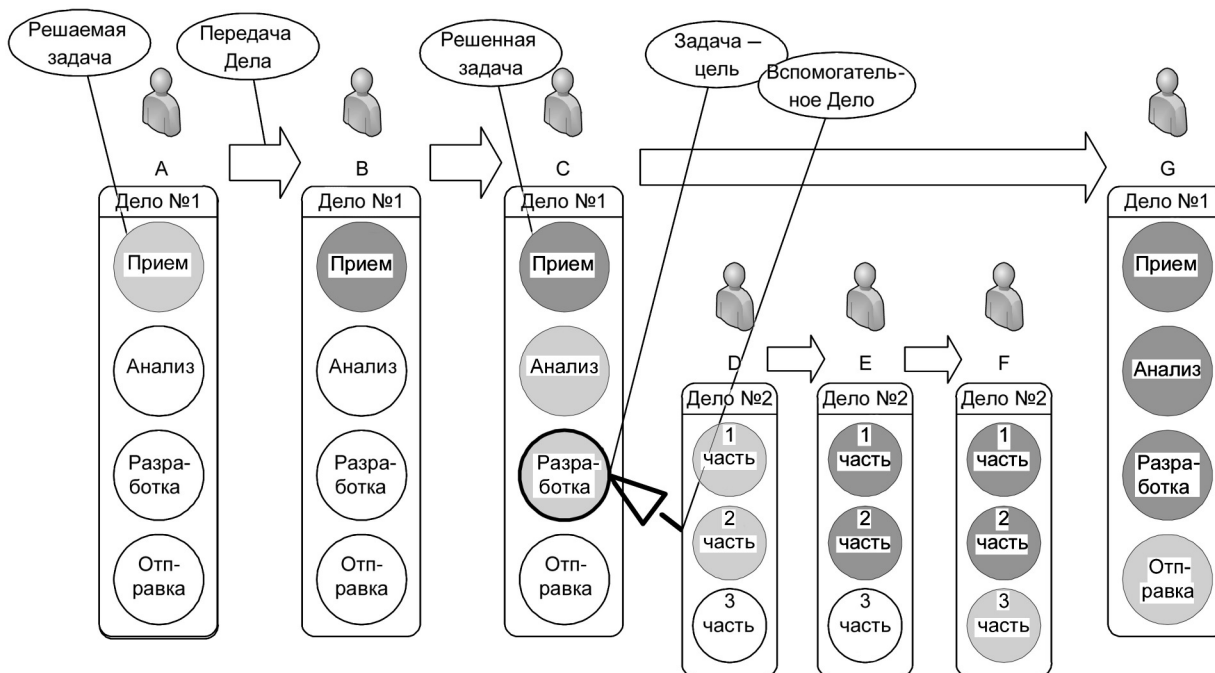 Решаемая
задача
Передача
Дела
Решенная
задача
Задача —
цель
Вспомогатель-
ное Дело
A
B
C
G
Дело №1
Прием
Анализ
Разра-
ботка
Отп-
равка
Дело №1
Прием
Анализ
Разра-
ботка
Отп-
равка
Дело №1
Прием
Анализ
Разра-
ботка
Отп-
равка
D
E
F
Дело №2
1
часть
2
часть
3
часть
Дело №2
1
часть
2
часть
3
часть
Дело №2
1
часть
2
часть
3
часть
Дело №1
Прием
Анализ
Разра-
ботка
Отп-
равка